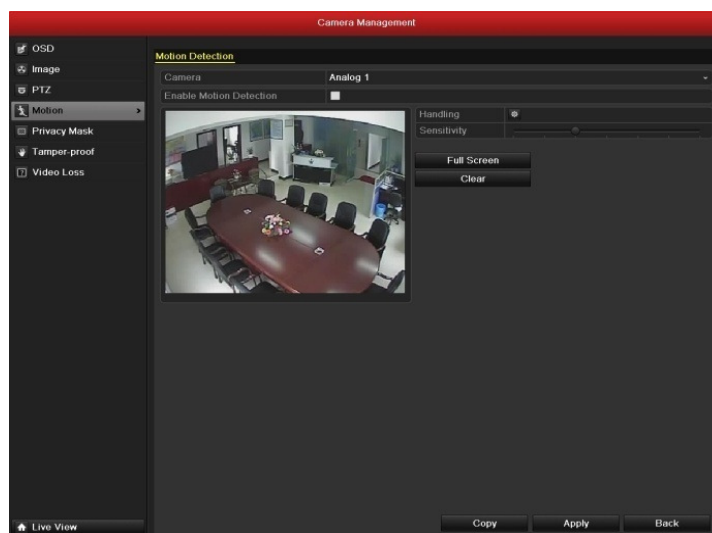 Camera Management
OSD
Image
PTZ
Motion
Privacy Mask
Tamper-proof
Video Loss
Live View
Motion Detection
Camera Analog 1
Enable Motion Detection
Handling
Sensitivity
Full Screen
Clear
Copy Apply Back